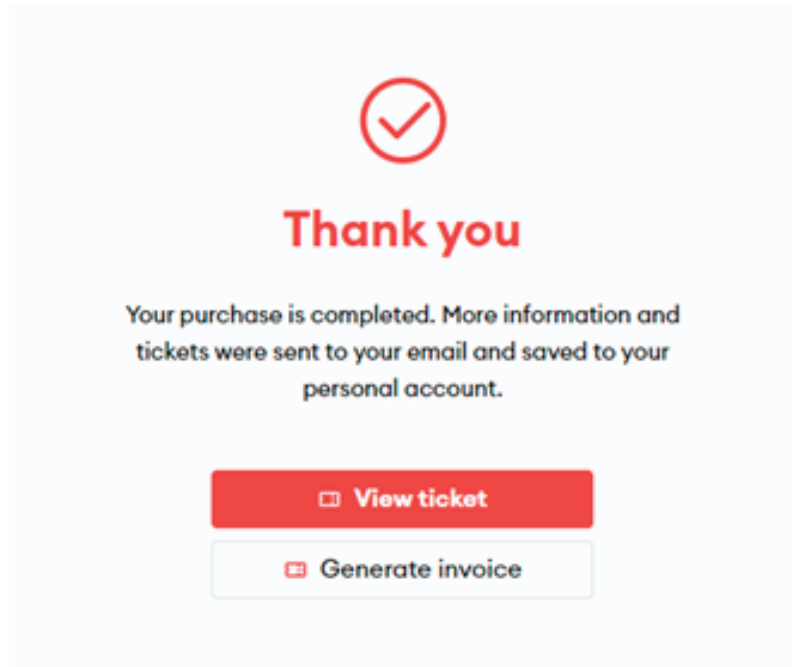 Thank you
Your purchase is completed. More information and
tickets were sent to your email and saved to your
personal account.
View ticket
Generate invoice